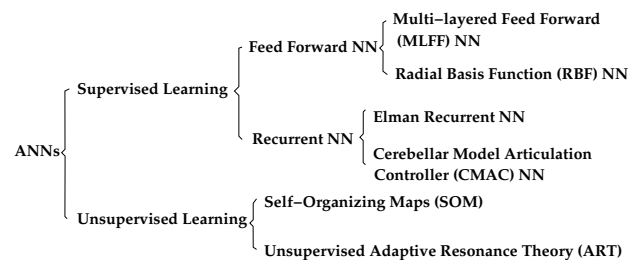 Multi−layered Feed Forward
(MLFF) NN
Feed Forward NN
Radial Basis Function (RBF) NN
Supervised Learning
Elman Recurrent NN
Recurrent NN
Cerebellar Model Articulation
Controller (CMAC) NN
ANNs
Self−Organizing Maps (SOM)
Unsupervised Learning
Unsupervised Adaptive Resonance Theory (ART)